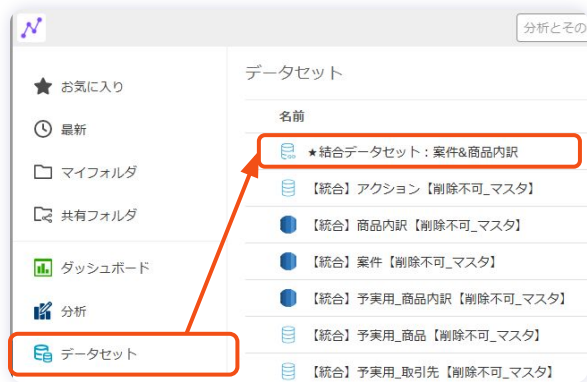 分析とその
お気に入り
最新
マイフォルダ
共有フォルダ
ダッシュボード
分析
データセット
データセット
名前
★結合データセット：案件&商品内訳
【統合】アクション【削除不可_マスタ】
【統合】商品内訳【削除不可_マスタ】
【統合】案件【削除不可_マスタ】
【統合】予実用_商品内訳【削除不可_マスタ】
【統合】予実用_商品【削除不可_マスタ】
【統合】予実用_取引先【削除不可_マスタ】